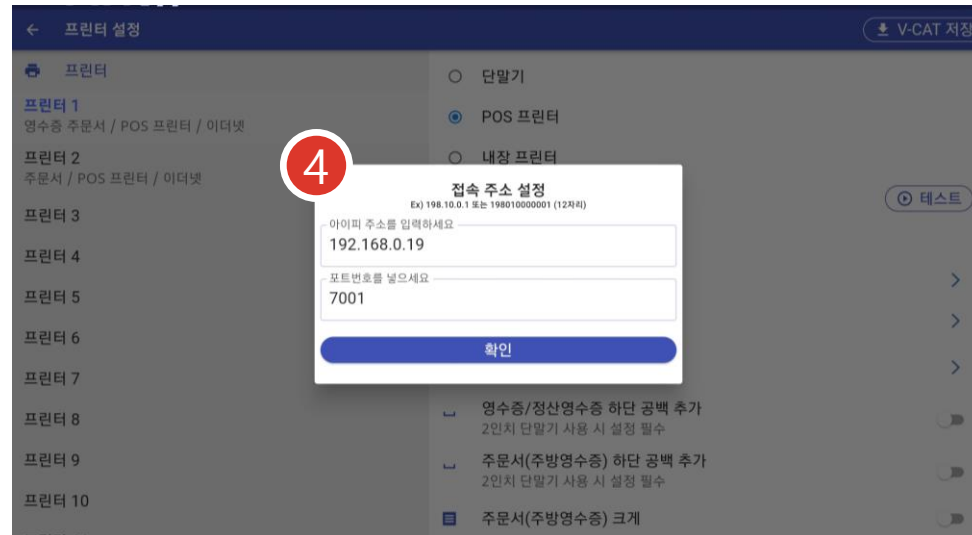 프린터 설정
V-CAT 저장
프린터
프린터 1
영수증 주문서 / POS 프린터 / 이더넷
프린터 2
주문서 / POS 프린터 / 이더넷
프린터 3
프린터 4
프린터 5
프린터 6
프린터 7
프린터 8
프린터 9
프린터 10
단말기
POS 프린터
내장 프린터
테스트
4
접속 주소 설정
Ex) 198.10.0.1 또는 198010000001 (12자리)
아이피 주소를 입력하세요
192.168.0.19
포트번호를 넣으세요
7001
확인
영수증/정산영수증 하단 공백 추가
2인치 단말기 사용 시 설정 필수
주문서(주방영수증) 하단 공백 추가
2인치 단말기 사용 시 설정 필수
주문서(주방영수증) 크게